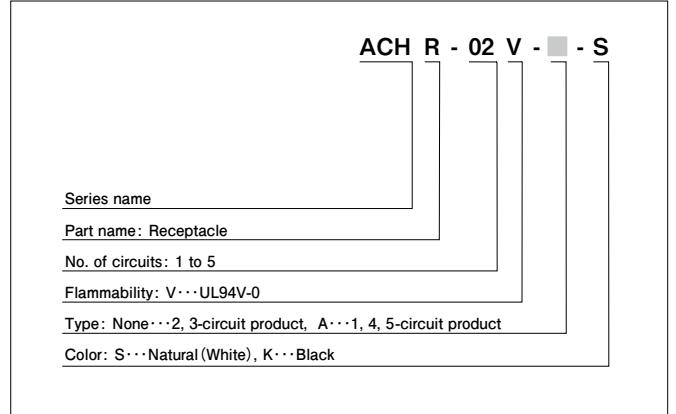 ACH R - 02 V - ■ - S
Series name
Part name: Receptacle
No. of circuits: 1 to 5
Flammability: V···UL94V-0
Type: None···2, 3-circuit product, A···1, 4, 5-circuit product
Color: S···Natural(White), K···Black